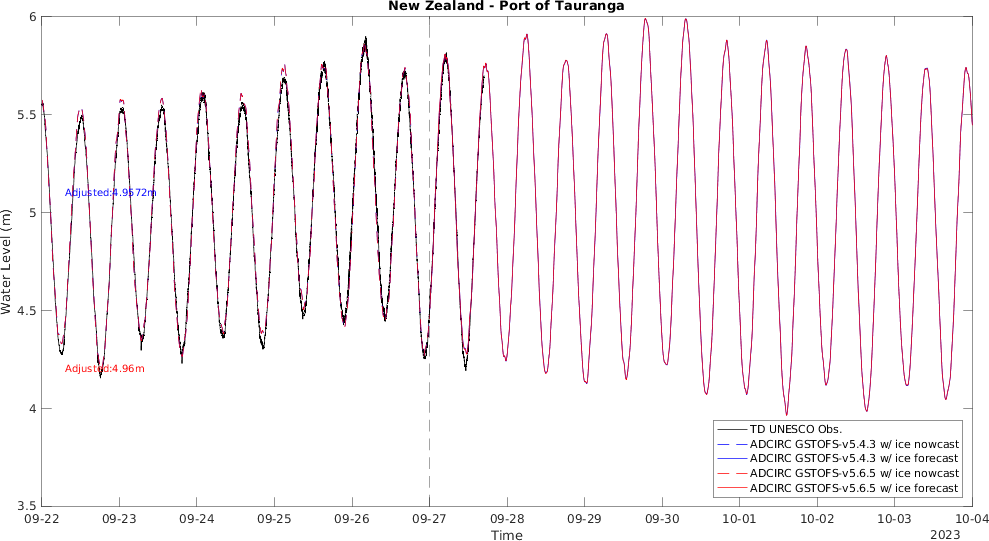 New Zealand - Port of Tauranga
6
5.5
5
4.5
4
3.5
Water Level (m)
Adjusted:4.9572m
Adjusted:4.96m
TD UNESCO Obs.
ADCIRC GSTOFS-v5.4.3 w/ ice nowcast
ADCIRC GSTOFS-v5.4.3 w/ ice forecast
ADCIRC GSTOFS-v5.6.5 w/ ice nowcast
ADCIRC GSTOFS-v5.6.5 w/ ice forecast
09-22 09-23 09-24 09-25 09-26 09-27 09-28 09-29 09-30 10-01 10-02 10-03 10-04
Time
2023